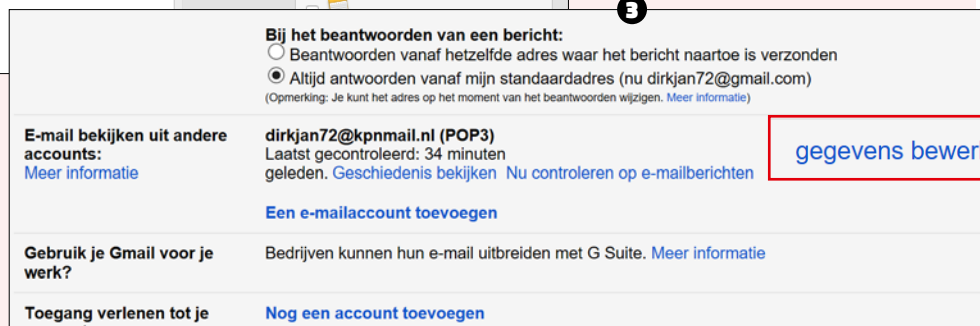 3
Bij het beantwoorden van een bericht:
Beantwoorden vanaf hetzelfde adres waar het bericht naartoe is verzonden
Altijd antwoorden vanaf mijn standaardadres (nu dirkjan72@gmail.com)
(Opmerking: Je kunt het adres op het moment van het beantwoorden wijzigen. Meer informatie)
E-mail bekijken uit andere
accounts:
Meer informatie
dirkjan72@kpnmail.nl (POP3)
Laatst gecontroleerd: 34 minuten
geleden. Geschiedenis bekijken Nu controleren op e-mailberichten
gegevens bewer
Een e-mailaccount toevoegen
Gebruik je Gmail voor je
werk?
Bedrijven kunnen hun e-mail uitbreiden met G Suite. Meer informatie
Toegang verlenen tot je
Nog een account toevoegen